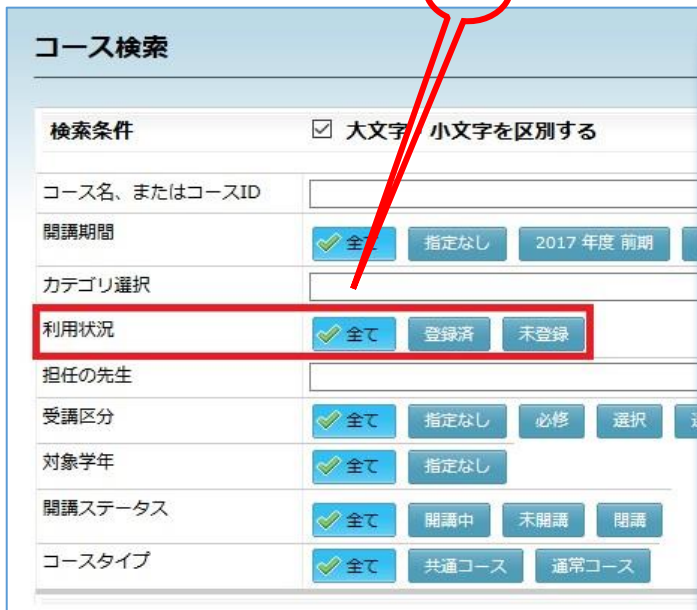 コース検索
検索条件 大文字 小文字を区別する
コース名、またはコースID
開講期間 全て 指定なし 2017 年度 前期
カテゴリ選択
利用状況 全て 登録済 未登録
担任の先生
受講区分 全て 指定なし 必修 選択
対象学年 全て 指定なし
開講ステータス 全て 開講中 未開講 閉講
コースタイプ 全て 共通コース 通常コース